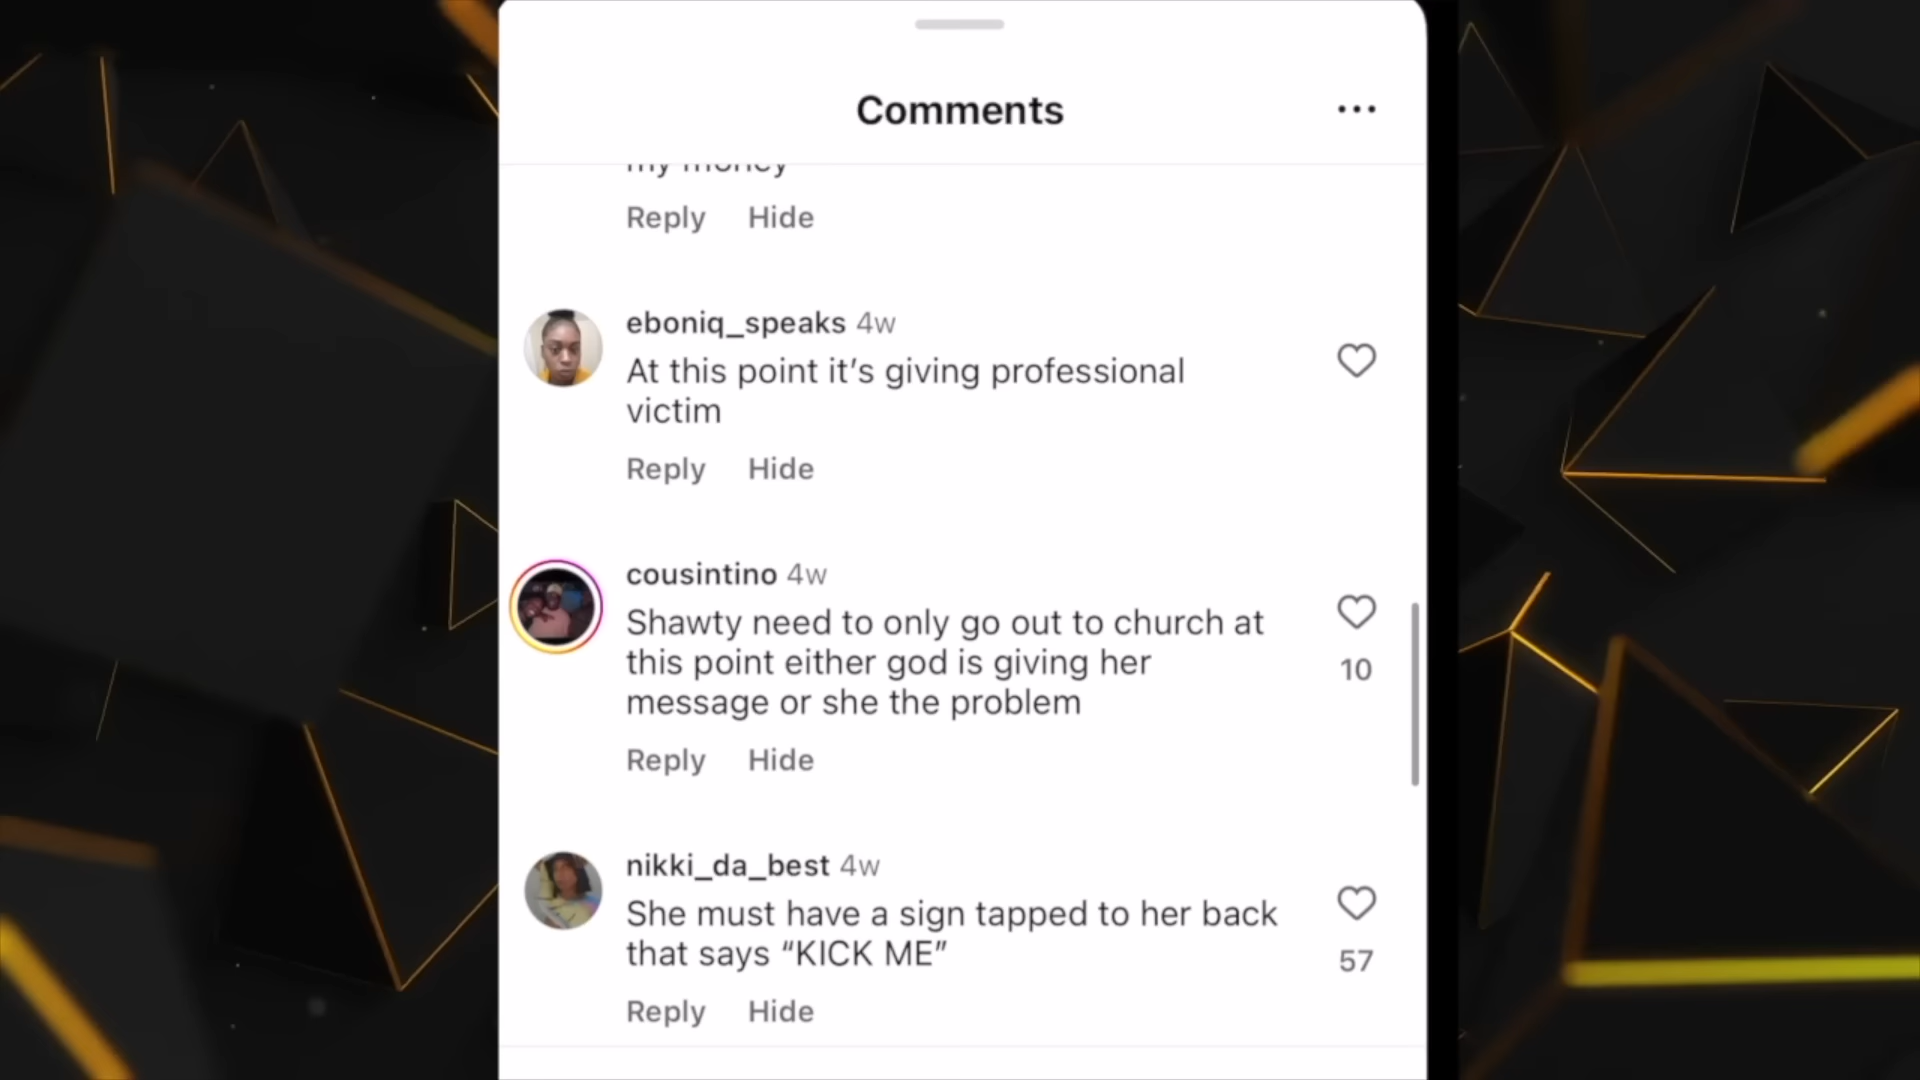 Comments
my money
Reply Hide
eboniq_speaks 4w
At this point it’s giving professional
victim
Reply Hide
cousintino 4w
Shawty need to only go out to church at
this point either god is giving her
message or she the problem
10
Reply Hide
nikki_da_best 4w
She must have a sign tapped to her back
that says “KICK ME”
57
Reply Hide